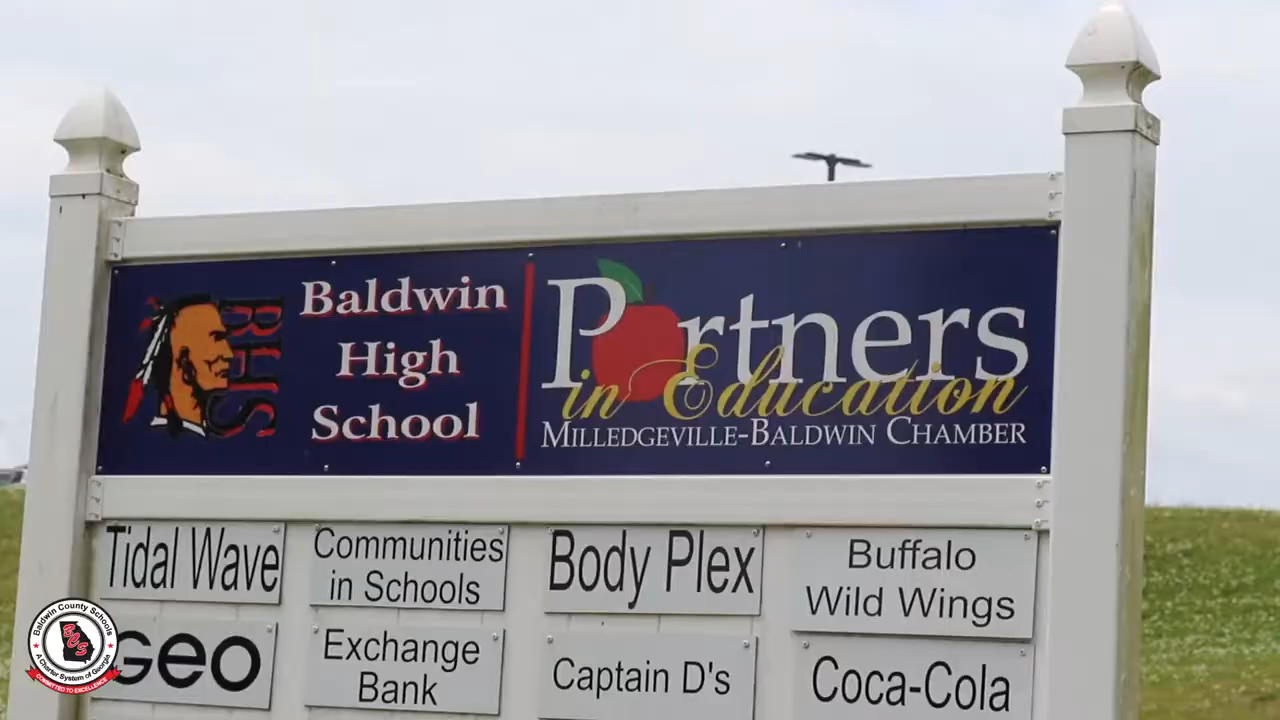 BHS
Baldwin
High
School
Partners
in Education
MILLEDGEVILLE-BALDWIN CHAMBER
Tidal Wave
Communities
in Schools
Body Plex
Buffalo
Wild Wings
Geo
Exchange
Bank
Captain D's
Coca-Cola
Baldwin County Schools
BCS
A Charter System of Georgia
COMMITTED TO EXCELLENCE